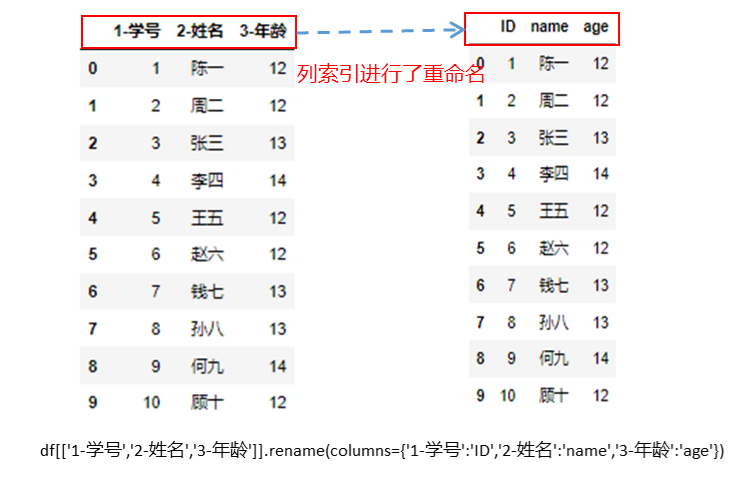 1-学号 2-姓名 3-年龄
0 1 陈一 12
1 2 周二 12
2 3 张三 13
3 4 李四 14
4 5 王五 12
5 6 赵六 12
6 7 钱七 13
7 8 孙八 13
8 9 何九 14
9 10 顾十 12
列索引进行了重命名
ID name age
0 1 陈一 12
1 2 周二 12
2 3 张三 13
3 4 李四 14
4 5 王五 12
5 6 赵六 12
6 7 钱七 13
7 8 孙八 13
8 9 何九 14
9 10 顾十 12
df[['1-学号','2-姓名','3-年龄']].rename(columns={'1-学号':'ID','2-姓名':'name','3-年龄':'age'})